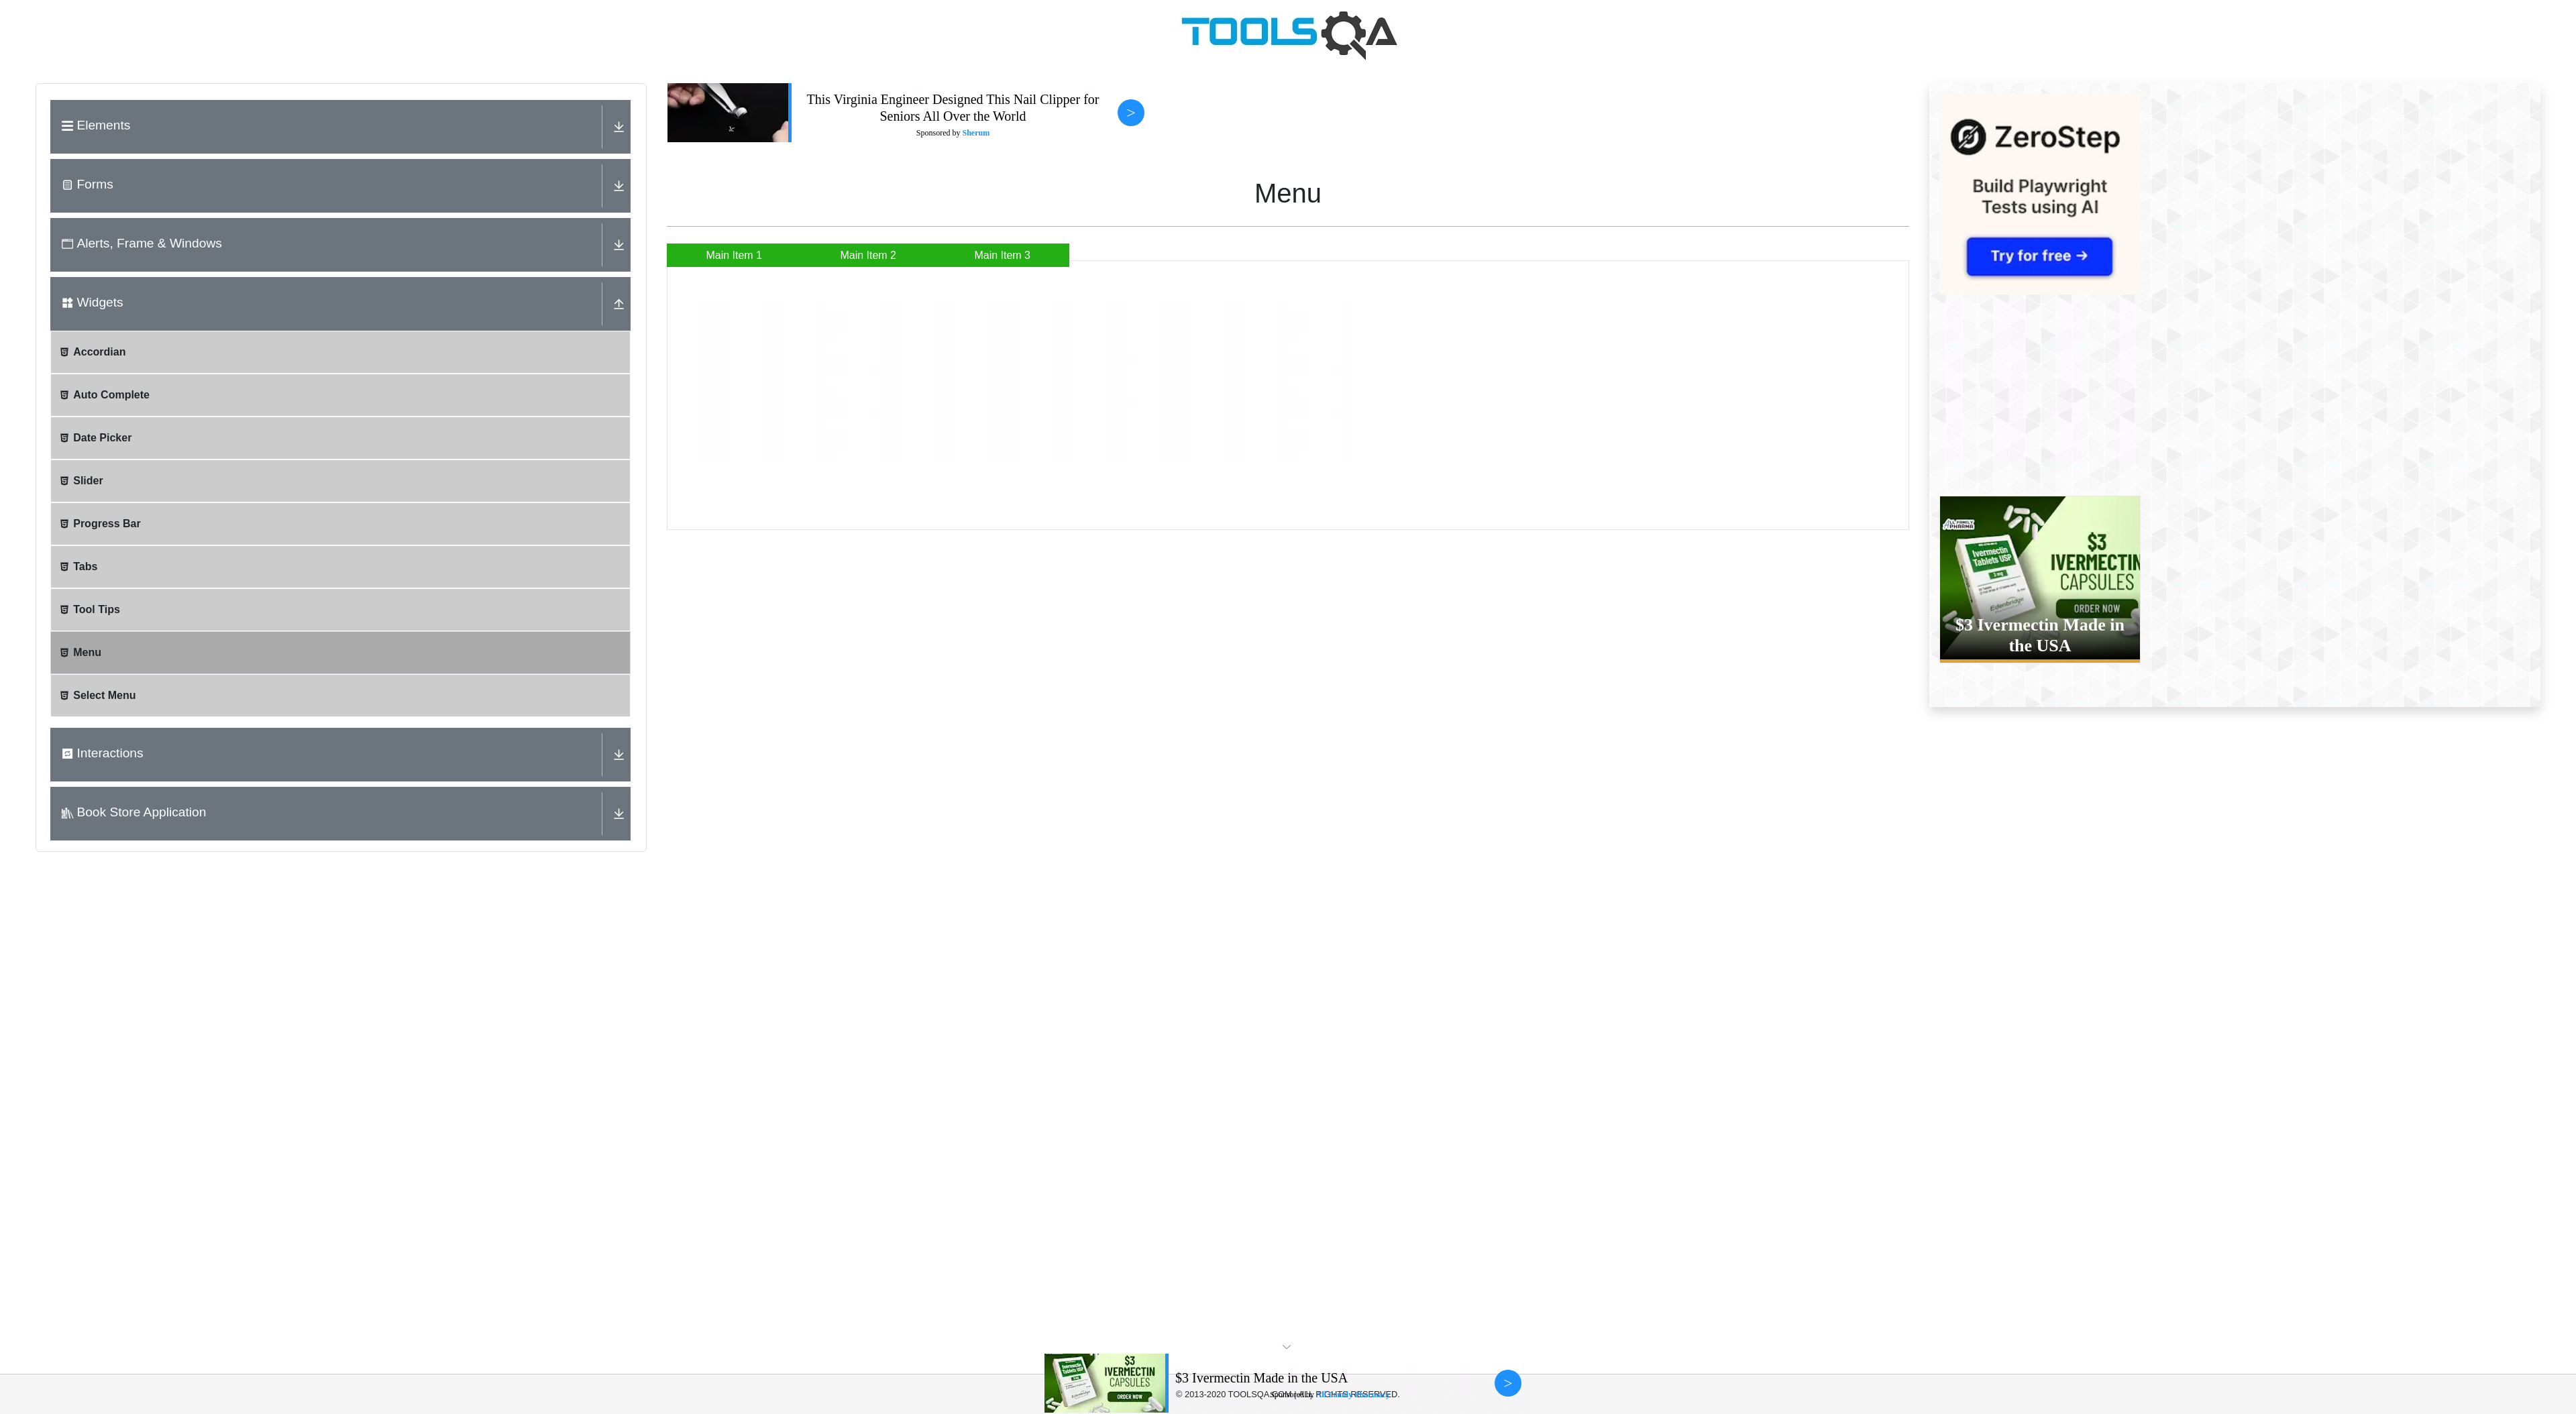 TOOLSQA
Elements
Forms
Alerts, Frame & Windows
Widgets
Accordian
Auto Complete
Date Picker
Slider
Progress Bar
Tabs
Tool Tips
Menu
Select Menu
Interactions
Book Store Application
This Virginia Engineer Designed This Nail Clipper for
Seniors All Over the World
Sponsored by Sherum
>
Menu
Main Item 1 Main Item 2 Main Item 3
ZeroStep
Build Playwright
Tests using AI
Try for free →
Ivermectin
Tablets USP
3 mg
Edenbridge
$3
IVERMECTIN
CAPSULES
ORDER NOW
$3 Ivermectin Made in
the USA
$3
IVERMECTIN
CAPSULES
ORDER NOW
$3 Ivermectin Made in the USA
© 2013-2020 TOOLSQA.COM | ALL RIGHTS RESERVED.
>